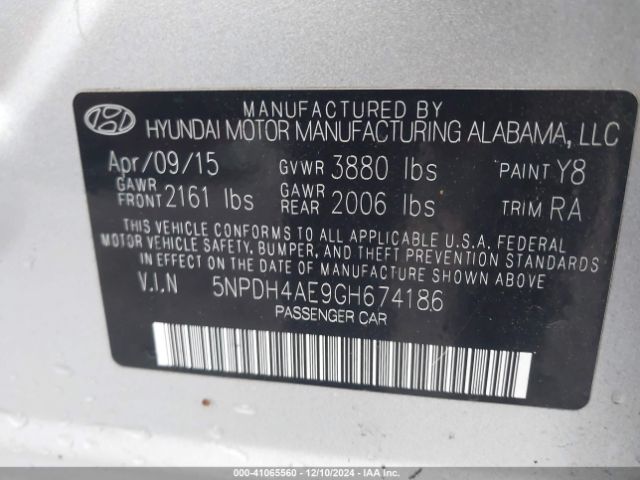 MANUFACTURED BY
HYUNDAI MOTOR MANUFACTURING ALABAMA, LLC
Apr/09/15 GVWR 3880 lbs PAINT Y8
GAWR FRONT 2161 lbs GAWR REAR 2006 lbs TRIM RA
THIS VEHICLE CONFORMS TO ALL APPLICABLE U.S.A. FEDERAL
MOTOR VEHICLE SAFETY, BUMPER, AND THEFT PREVENTION STANDARDS
IN EFFECT ON THE DATE OF MANUFACTURE SHOWN ABOVE
V.I.N 5NPDH4AE9GH674186
PASSENGER CAR
©2024 - 41065560 - 12/10/2024 - IAA Inc.